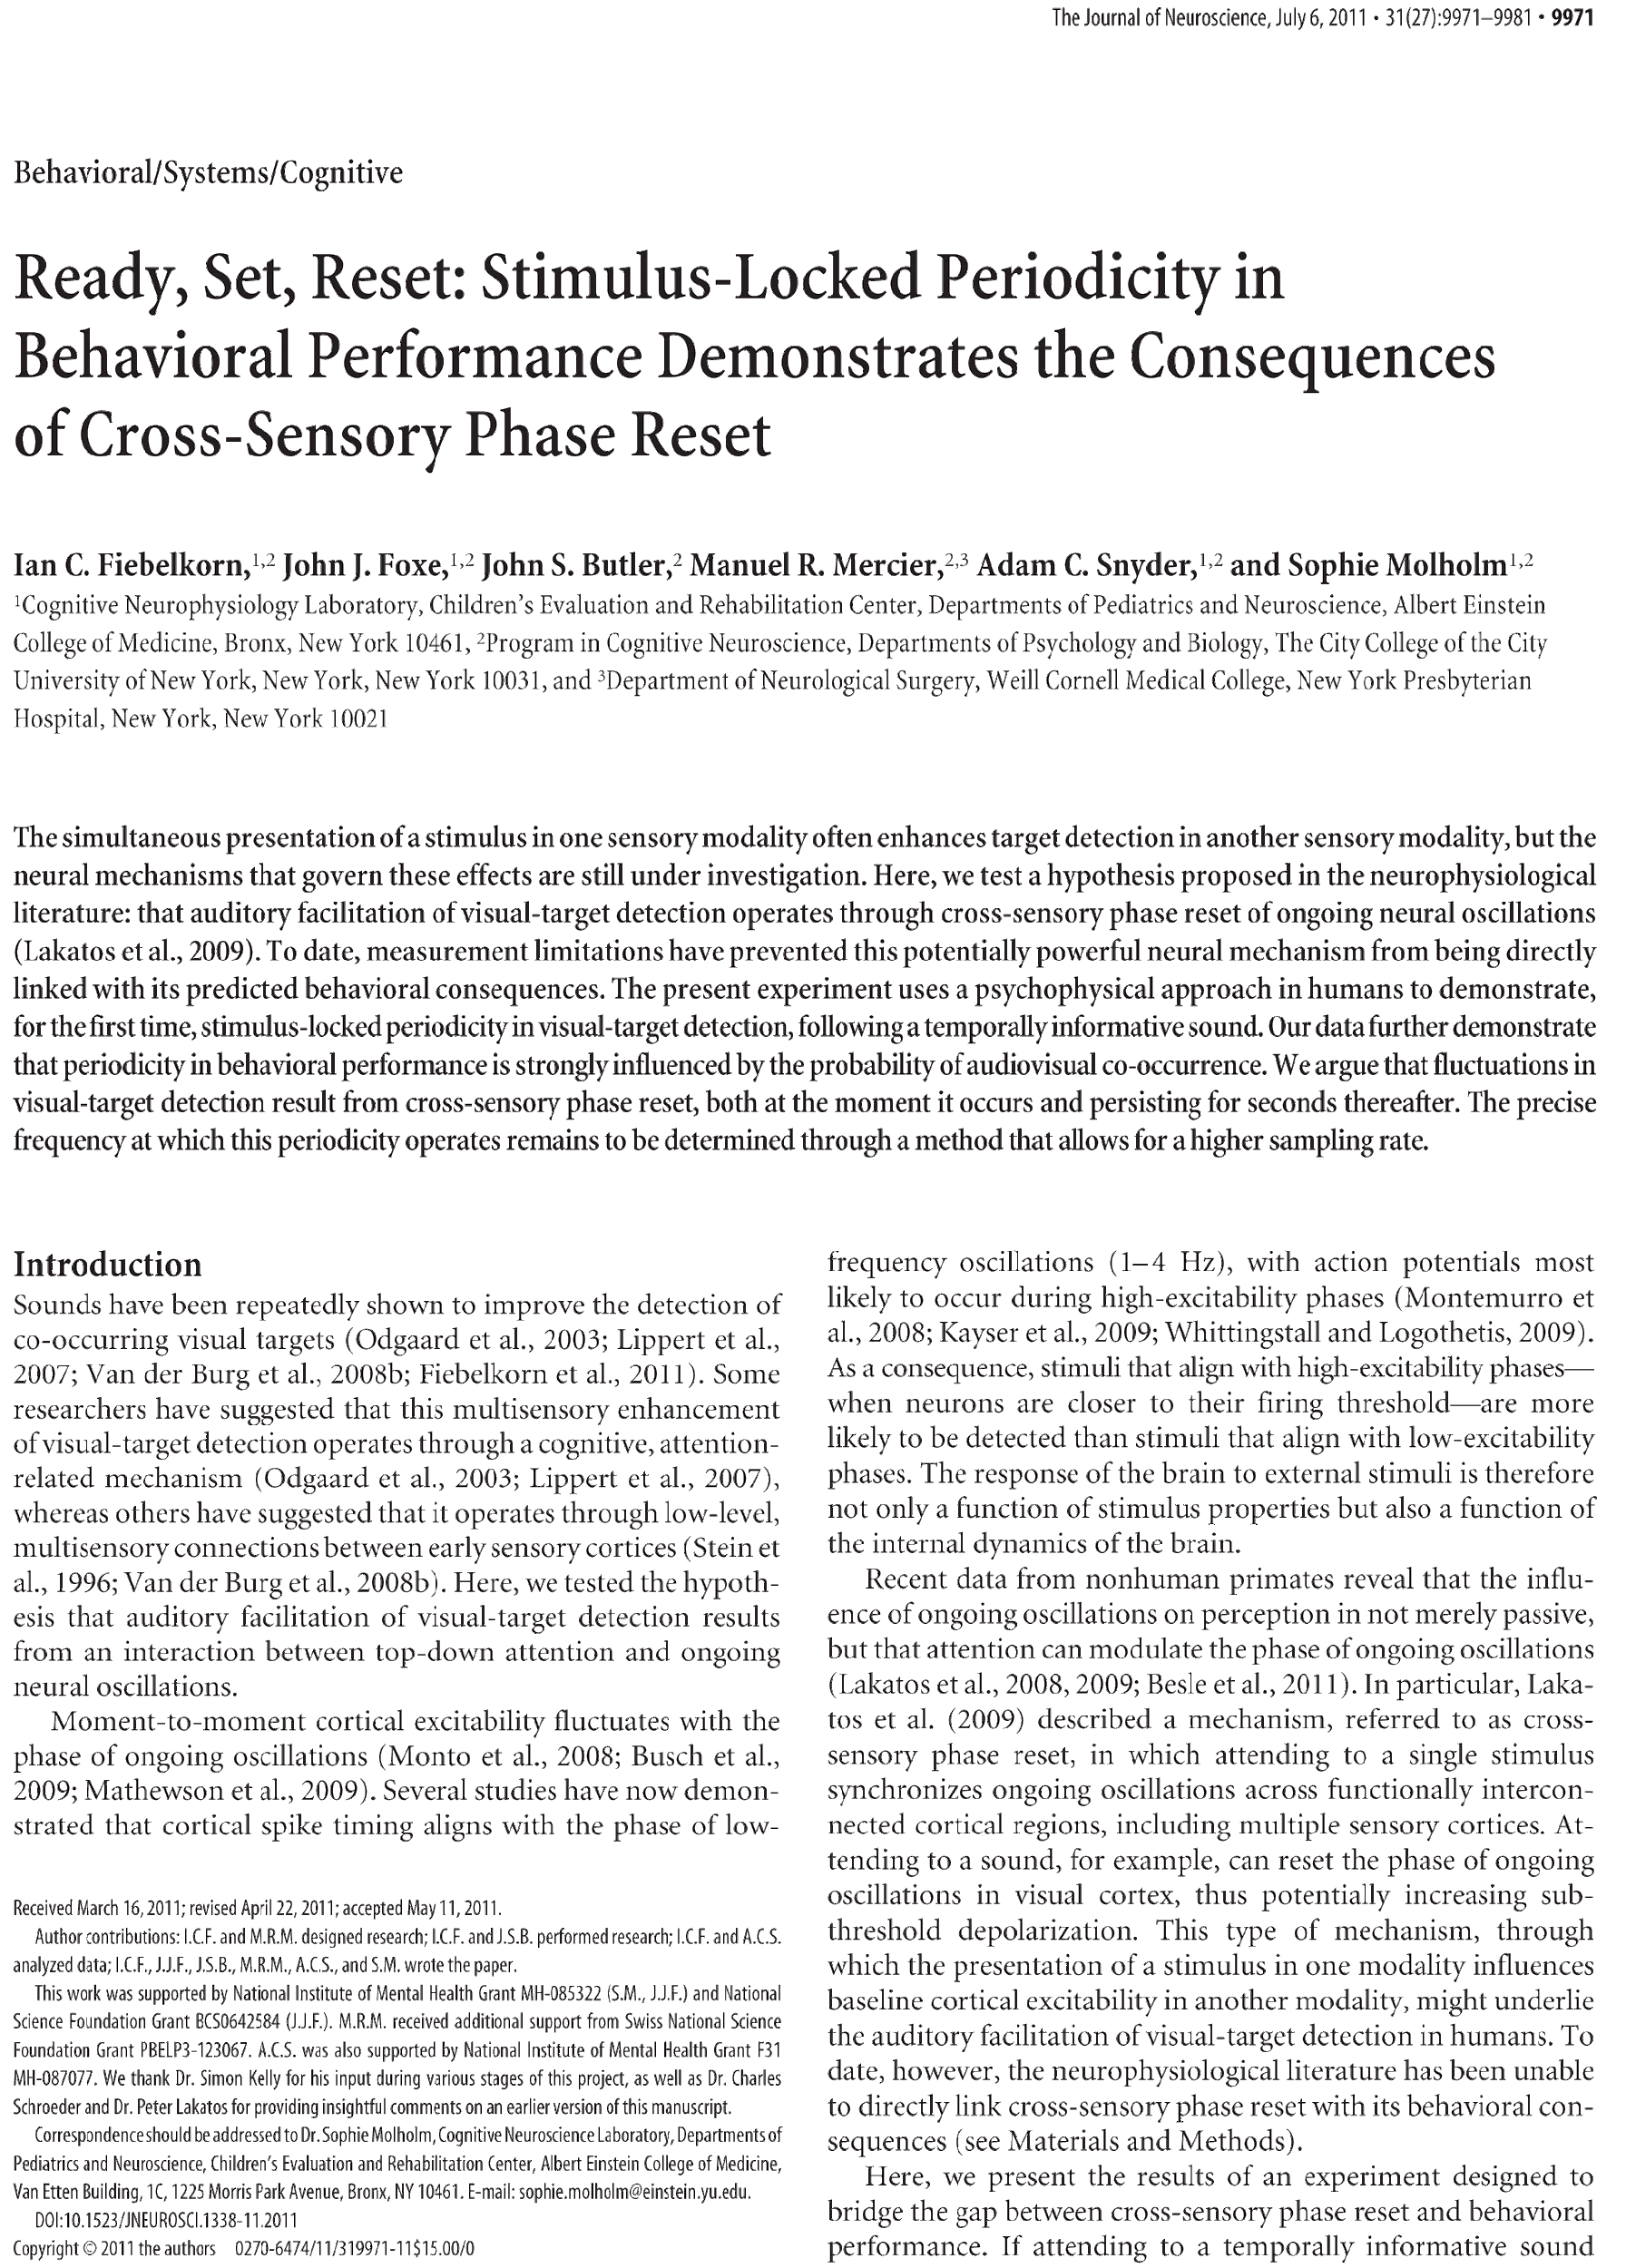 The Journal of Neuroscience, July 6, 2011 • 31(27):9971–9981 • 9971
Behavioral/Systems/Cognitive
Ready, Set, Reset: Stimulus-Locked Periodicity in
Behavioral Performance Demonstrates the Consequences
of Cross-Sensory Phase Reset
Ian C. Fiebelkorn,1,2 John J. Foxe,1,2 John S. Butler,2 Manuel R. Mercier,2,3 Adam C. Snyder,1,2 and Sophie Molholm1,2
1Cognitive Neurophysiology Laboratory, Children's Evaluation and Rehabilitation Center, Departments of Pediatrics and Neuroscience, Albert Einstein
College of Medicine, Bronx, New York 10461, 2Program in Cognitive Neuroscience, Departments of Psychology and Biology, The City College of the City
University of New York, New York, New York 10031, and 3Department of Neurological Surgery, Weill Cornell Medical College, New York Presbyterian
Hospital, New York, New York 10021
The simultaneous presentation of a stimulus in one sensory modality often enhances target detection in another sensory modality, but the
neural mechanisms that govern these effects are still under investigation. Here, we test a hypothesis proposed in the neurophysiological
literature: that auditory facilitation of visual-target detection operates through cross-sensory phase reset of ongoing neural oscillations
(Lakatos et al., 2009). To date, measurement limitations have prevented this potentially powerful neural mechanism from being directly
linked with its predicted behavioral consequences. The present experiment uses a psychophysical approach in humans to demonstrate,
for the first time, stimulus-locked periodicity in visual-target detection, following a temporally informative sound. Our data further demonstrate
that periodicity in behavioral performance is strongly influenced by the probability of audiovisual co-occurrence. We argue that fluctuations in
visual-target detection result from cross-sensory phase reset, both at the moment it occurs and persisting for seconds thereafter. The precise
frequency at which this periodicity operates remains to be determined through a method that allows for a higher sampling rate.
Introduction
Sounds have been repeatedly shown to improve the detection of
co-occurring visual targets (Odgaard et al., 2003; Lippert et al.,
2007; Van der Burg et al., 2008b; Fiebelkorn et al., 2011). Some
researchers have suggested that this multisensory enhancement
of visual-target detection operates through a cognitive, attention-
related mechanism (Odgaard et al., 2003; Lippert et al., 2007),
whereas others have suggested that it operates through low-level,
multisensory connections between early sensory cortices (Stein et
al., 1996; Van der Burg et al., 2008b). Here, we tested the hypoth-
esis that auditory facilitation of visual-target detection results
from an interaction between top-down attention and ongoing
neural oscillations.
Moment-to-moment cortical excitability fluctuates with the
phase of ongoing oscillations (Monto et al., 2008; Busch et al.,
2009; Mathewson et al., 2009). Several studies have now demon-
strated that cortical spike timing aligns with the phase of low-
Received March 16, 2011; revised April 22, 2011; accepted May 11, 2011.
Author contributions: I.C.F. and M.R.M. designed research; I.C.F. and J.S.B. performed research; I.C.F. and A.C.S.
analyzed data; I.C.F., J.J.F., J.S.B., M.R.M., A.C.S., and S.M. wrote the paper.
This work was supported by National Institute of Mental Health Grant MH-085322 (S.M., J.J.F.) and National
Science Foundation Grant BCS0642584 (J.J.F.). M.R.M. received additional support from Swiss National Science
Foundation Grant PBELP3-123067. A.C.S. was also supported by National Institute of Mental Health Grant F31
MH-087077. We thank Dr. Simon Kelly for his input during various stages of this project, as well as Dr. Charles
Schroeder and Dr. Peter Lakatos for providing insightful comments on an earlier version of this manuscript.
Correspondence should be addressed to Dr. Sophie Molholm, Cognitive Neuroscience Laboratory, Departments of
Pediatrics and Neuroscience, Children's Evaluation and Rehabilitation Center, Albert Einstein College of Medicine,
Van Etten Building, 1C, 1225 Morris Park Avenue, Bronx, NY 10461. E-mail: sophie.molholm@einstein.yu.edu.
DOI:10.1523/JNEUROSCI.1338-11.2011
Copyright © 2011 the authors 0270-6474/11/319971-11$15.00/0
frequency oscillations (1–4 Hz), with action potentials most
likely to occur during high-excitability phases (Montemurro et
al., 2008; Kayser et al., 2009; Whittingstall and Logothetis, 2009).
As a consequence, stimuli that align with high-excitability phases—
when neurons are closer to their firing threshold—are more
likely to be detected than stimuli that align with low-excitability
phases. The response of the brain to external stimuli is therefore
not only a function of stimulus properties but also a function of
the internal dynamics of the brain.
Recent data from nonhuman primates reveal that the influ-
ence of ongoing oscillations on perception in not merely passive,
but that attention can modulate the phase of ongoing oscillations
(Lakatos et al., 2008, 2009; Besle et al., 2011). In particular, Laka-
tos et al. (2009) described a mechanism, referred to as cross-
sensory phase reset, in which attending to a single stimulus
synchronizes ongoing oscillations across functionally intercon-
nected cortical regions, including multiple sensory cortices. At-
tending to a sound, for example, can reset the phase of ongoing
oscillations in visual cortex, thus potentially increasing sub-
threshold depolarization. This type of mechanism, through
which the presentation of a stimulus in one modality influences
baseline cortical excitability in another modality, might underlie
the auditory facilitation of visual-target detection in humans. To
date, however, the neurophysiological literature has been unable
to directly link cross-sensory phase reset with its behavioral con-
sequences (see Materials and Methods).
Here, we present the results of an experiment designed to
bridge the gap between cross-sensory phase reset and behavioral
performance. If attending to a temporally informative sound